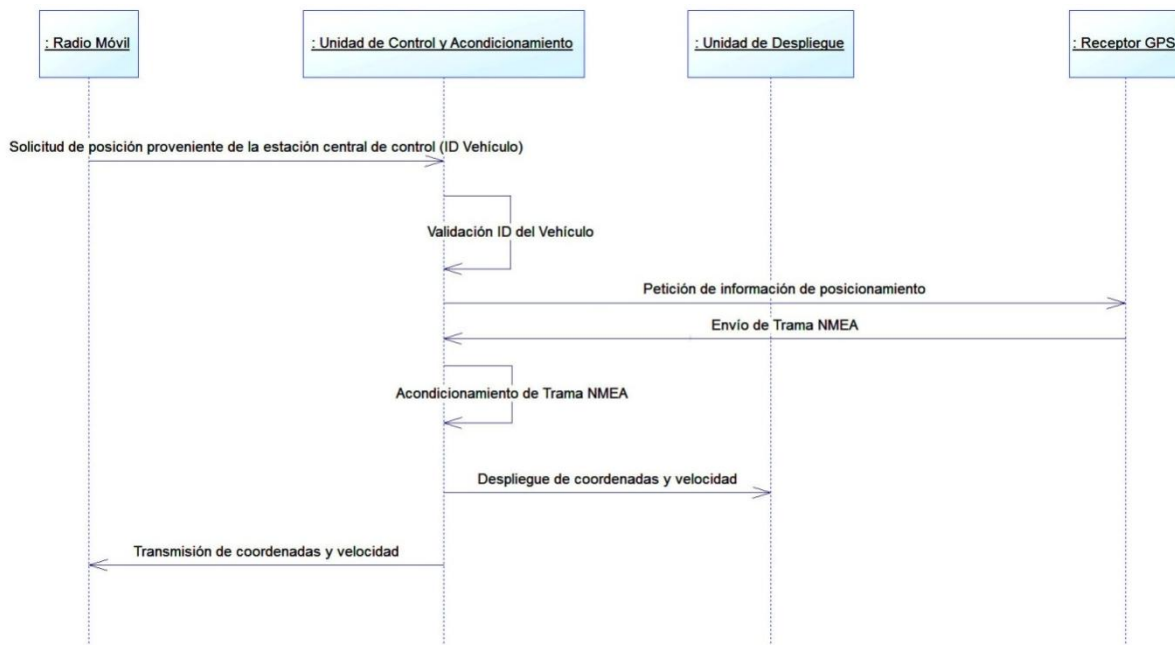 : Radio Móvil
: Unidad de Control y Acondicionamiento
: Unidad de Despliegue
: Receptor GPS
Solicitud de posición proveniente de la estación central de control (ID Vehículo)
Validación ID del Vehículo
Petición de información de posicionamiento
Envío de Trama NMEA
Acondicionamiento de Trama NMEA
Despliegue de coordenadas y velocidad
Transmisión de coordenadas y velocidad